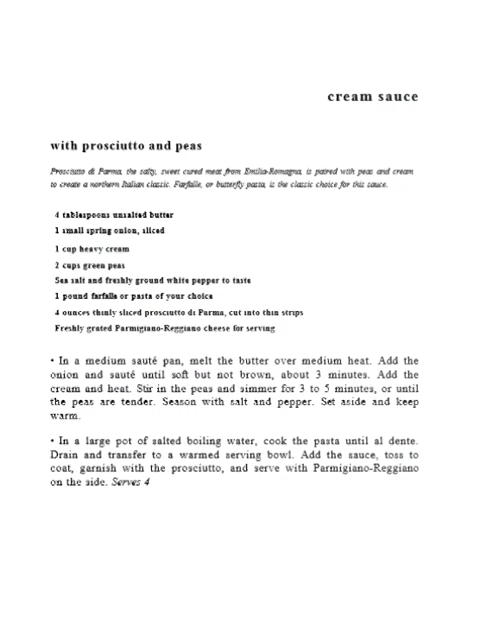 cream sauce
with prosciutto and peas
Prosciutto di Parma, the salty, sweet cured meat from Emilia-Romagna, is paired with peas and cream
to create a northern Italian classic. Farfalle, or butterfly pasta, is the classic choice for this sauce.
4 tablespoons unsalted butter
1 small spring onion, sliced
1 cup heavy cream
2 cups green peas
Sea salt and freshly ground white pepper to taste
1 pound farfalle or pasta of your choice
4 ounces thinly sliced prosciutto di Parma, cut into thin strips
Freshly grated Parmigiano-Reggiano cheese for serving
• In a medium sauté pan, melt the butter over medium heat. Add the
onion and sauté until soft but not brown, about 3 minutes. Add the
cream and heat. Stir in the peas and simmer for 3 to 5 minutes, or until
the peas are tender. Season with salt and pepper. Set aside and keep
warm.
• In a large pot of salted boiling water, cook the pasta until al dente.
Drain and transfer to a warmed serving bowl. Add the sauce, toss to
coat, garnish with the prosciutto, and serve with Parmigiano-Reggiano
on the side. Serves 4